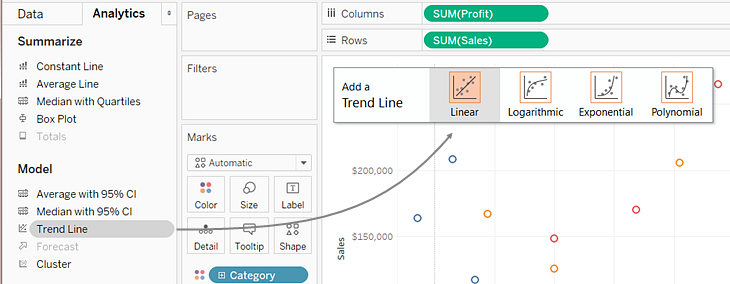 Data
Analytics
Summarize
Constant Line
Average Line
Median with Quartiles
Box Plot
Totals
Model
Average with 95% CI
Median with 95% CI
Trend Line
Forecast
Cluster
Pages
Filters
Marks
Automatic
Color
Size
Label
Detail
Tooltip
Shape
Category
Columns
SUM(Profit)
Rows
SUM(Sales)
Add a
Trend Line
Linear
Logarithmic
Exponential
Polynomial
$200,000
$150,000
Sales